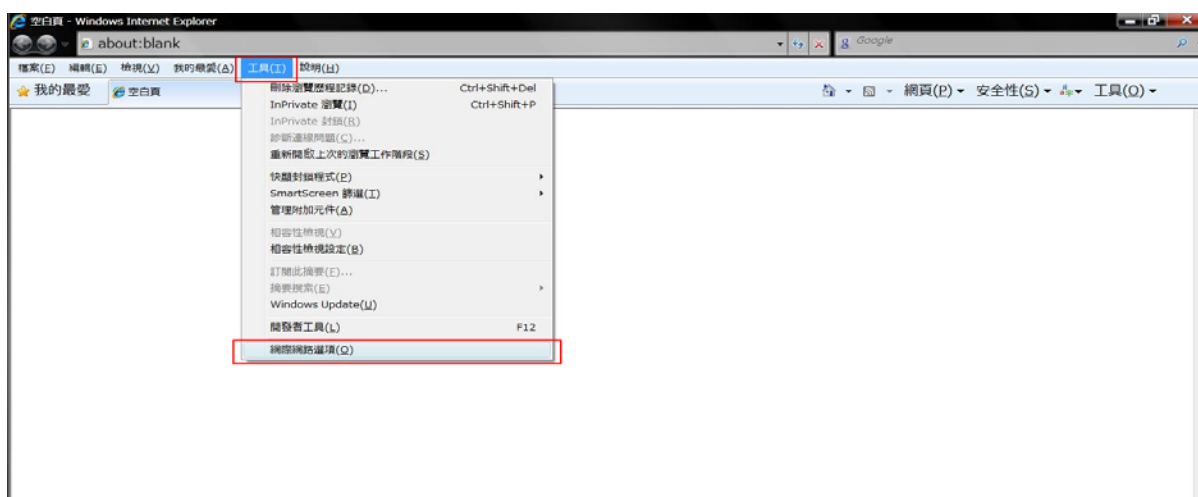 空白頁 - Windows Internet Explorer
about:blank
Google
檔案(F) 編輯(E) 檢視(V) 我的最愛(A) 工具(T) 說明(H)
我的最愛 空白頁 網頁(P) 安全性(S) 工具(O)
刪除瀏覽歷程記錄(D)... Ctrl+Shift+Del
InPrivate 瀏覽(I) Ctrl+Shift+P
InPrivate 封鎖(R)
診斷連線問題(C)...
重新開啟上次的瀏覽工作階段(S)
快顯封鎖程式(P)
SmartScreen 篩選(T)
管理附加元件(A)
相容性檢視(V)
相容性檢視設定(B)
訂閱此摘要(F)...
摘要搜索(E)
Windows Update(U)
開發者工具(L) F12
網際網路選項(O)